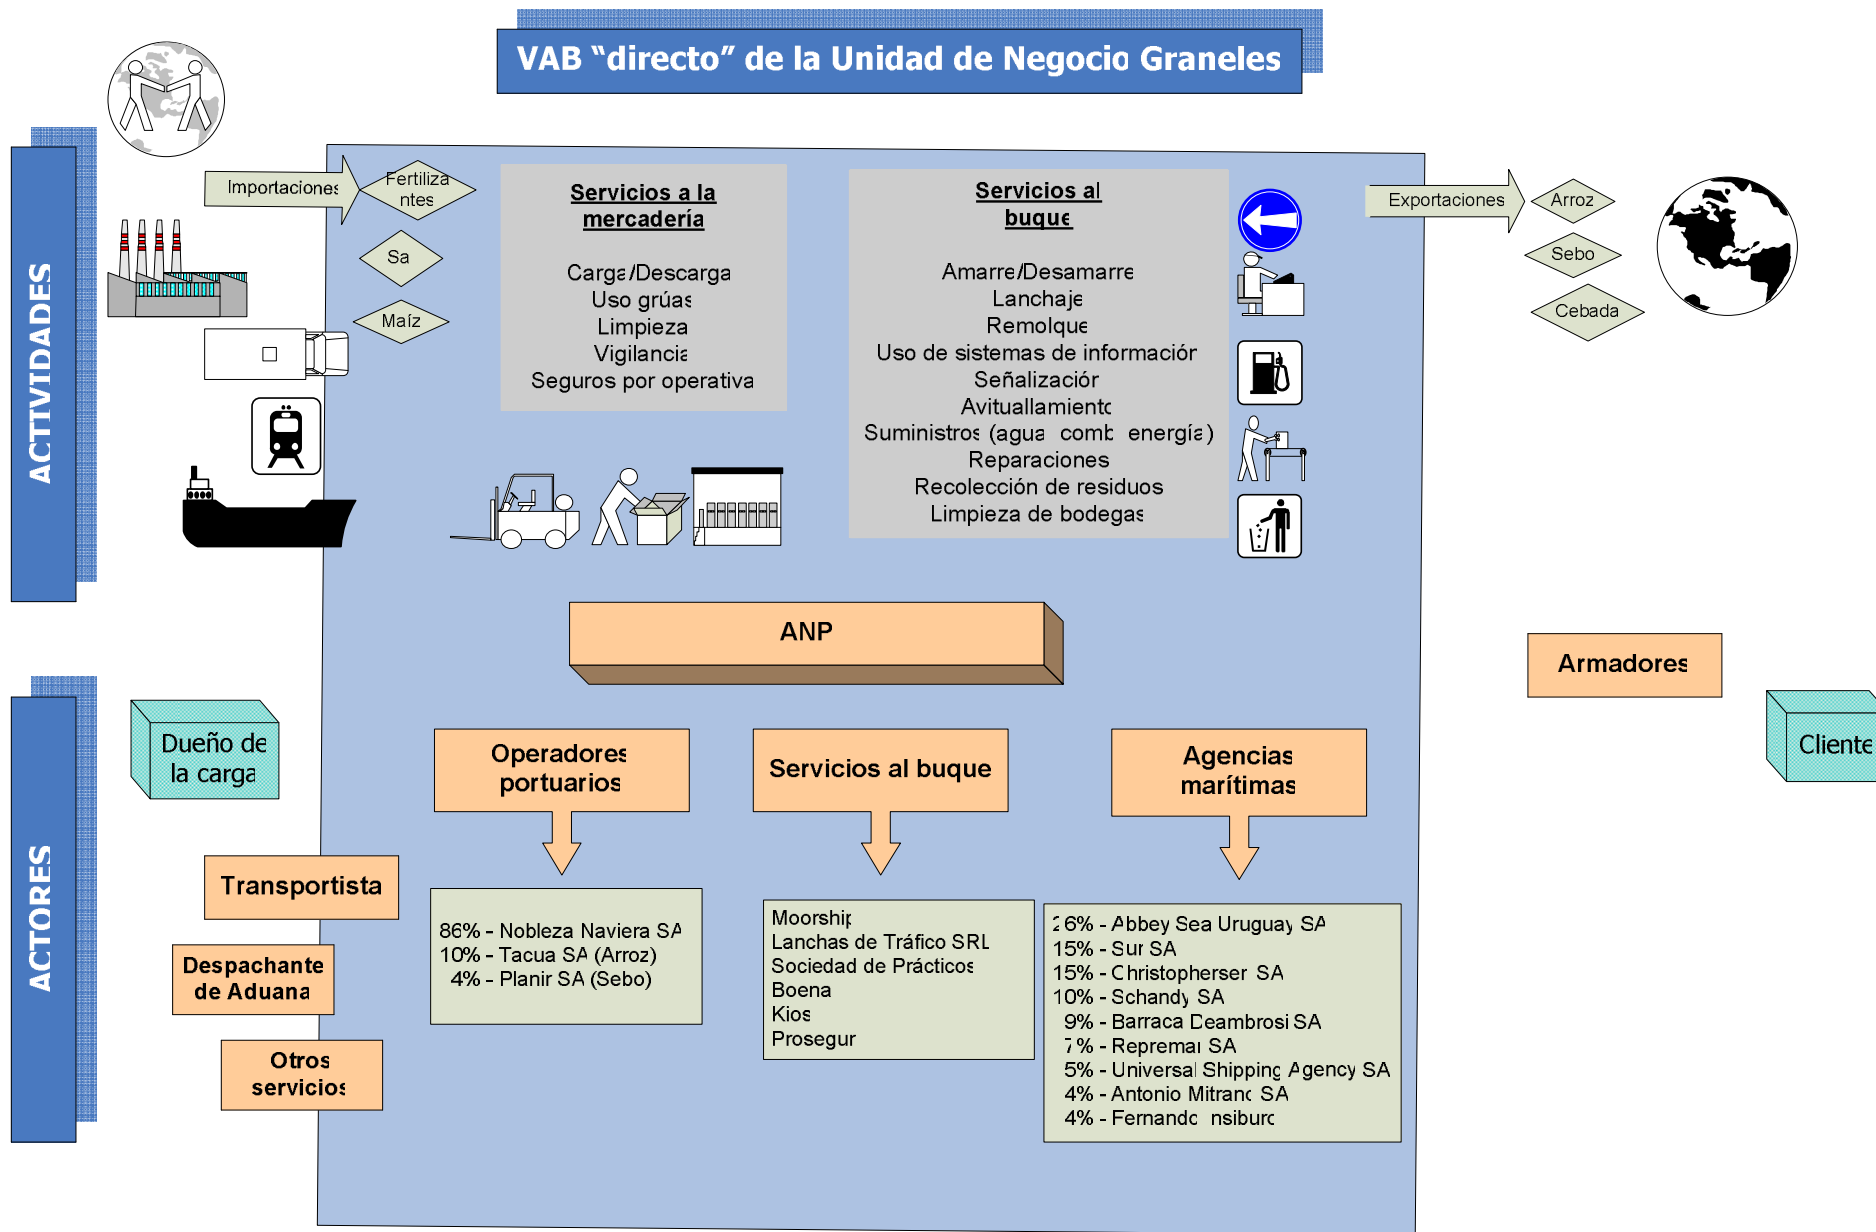 VAB “directo” de la Unidad de Negocio Graneles
ACTIVIDADES
Importaciones
Fertiliza
ntes
Sa
Maíz
Servicios a la
mercadería
Carga/Descarga
Uso grúas
Limpieza
Vigilancia
Seguros por operativa
Servicios al
buque
Amarre/Desamarre
Lanchaje
Remolque
Uso de sistemas de información
Señalización
Avituallamiento
Suministros (agua comb energía)
Reparaciones
Recolección de residuos
Limpieza de bodegas
Exportaciones
Arroz
Sebo
Cebada
ANP
Armadores
ACTORES
Dueño de
la carga
Cliente
Operadores
portuarios
Servicios al buque
Agencias
marítimas
Transportista
Despachante
de Aduana
Otros
servicios
86% - Nobleza Naviera SA
10% - Tacua SA (Arroz)
4% - Planir SA (Sebo)
Moorship
Lanchas de Tráfico SRL
Sociedad de Prácticos
Boena
Kios
Prosegur
26% - Abbey Sea Uruguay SA
15% - Sur SA
15% - Christophersen SA
10% - Schandy SA
9% - Barraca Deambrosi SA
7% - Repremar SA
5% - Universal Shipping Agency SA
4% - Antonio Mitrano SA
4% - Fernando